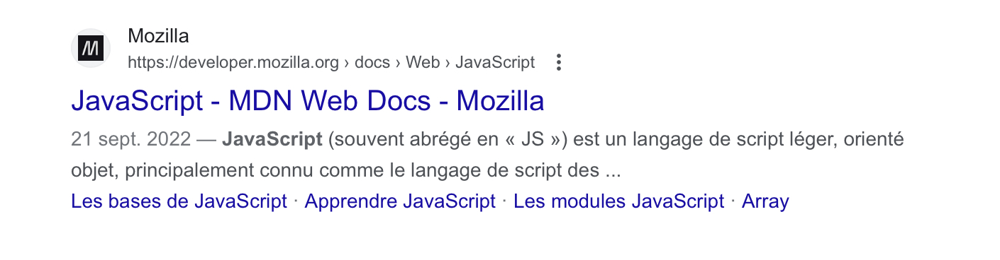 Mozilla
https://developer.mozilla.org › docs › Web › JavaScript
JavaScript - MDN Web Docs - Mozilla
21 sept. 2022 — JavaScript (souvent abrégé en « JS ») est un langage de script léger, orienté
objet, principalement connu comme le langage de script des ...
Les bases de JavaScript · Apprendre JavaScript · Les modules JavaScript · Array